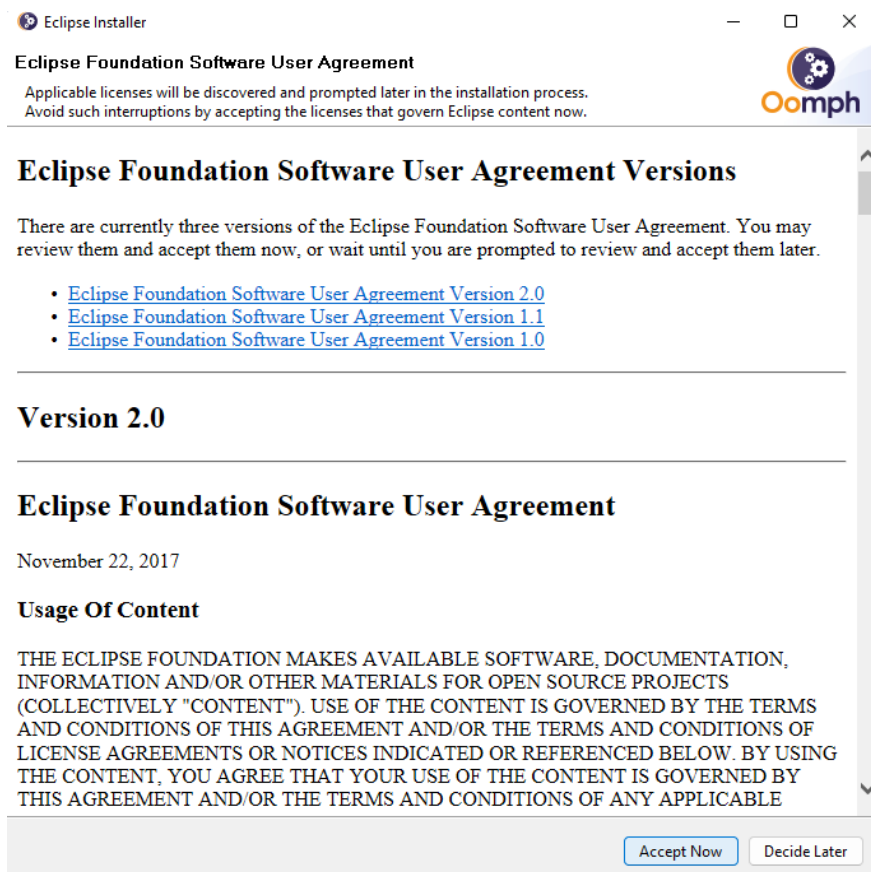 Eclipse Installer
Eclipse Foundation Software User Agreement
Applicable licenses will be discovered and prompted later in the installation process.
Avoid such interruptions by accepting the licenses that govern Eclipse content now.
Oomph
Eclipse Foundation Software User Agreement Versions
There are currently three versions of the Eclipse Foundation Software User Agreement. You may
review them and accept them now, or wait until you are prompted to review and accept them later.
• Eclipse Foundation Software User Agreement Version 2.0
• Eclipse Foundation Software User Agreement Version 1.1
• Eclipse Foundation Software User Agreement Version 1.0
Version 2.0
Eclipse Foundation Software User Agreement
November 22, 2017
Usage Of Content
THE ECLIPSE FOUNDATION MAKES AVAILABLE SOFTWARE, DOCUMENTATION,
INFORMATION AND/OR OTHER MATERIALS FOR OPEN SOURCE PROJECTS
(COLLECTIVELY "CONTENT"). USE OF THE CONTENT IS GOVERNED BY THE TERMS
AND CONDITIONS OF THIS AGREEMENT AND/OR THE TERMS AND CONDITIONS OF
LICENSE AGREEMENTS OR NOTICES INDICATED OR REFERENCED BELOW. BY USING
THE CONTENT, YOU AGREE THAT YOUR USE OF THE CONTENT IS GOVERNED BY
THIS AGREEMENT AND/OR THE TERMS AND CONDITIONS OF ANY APPLICABLE
Accept Now
Decide Later